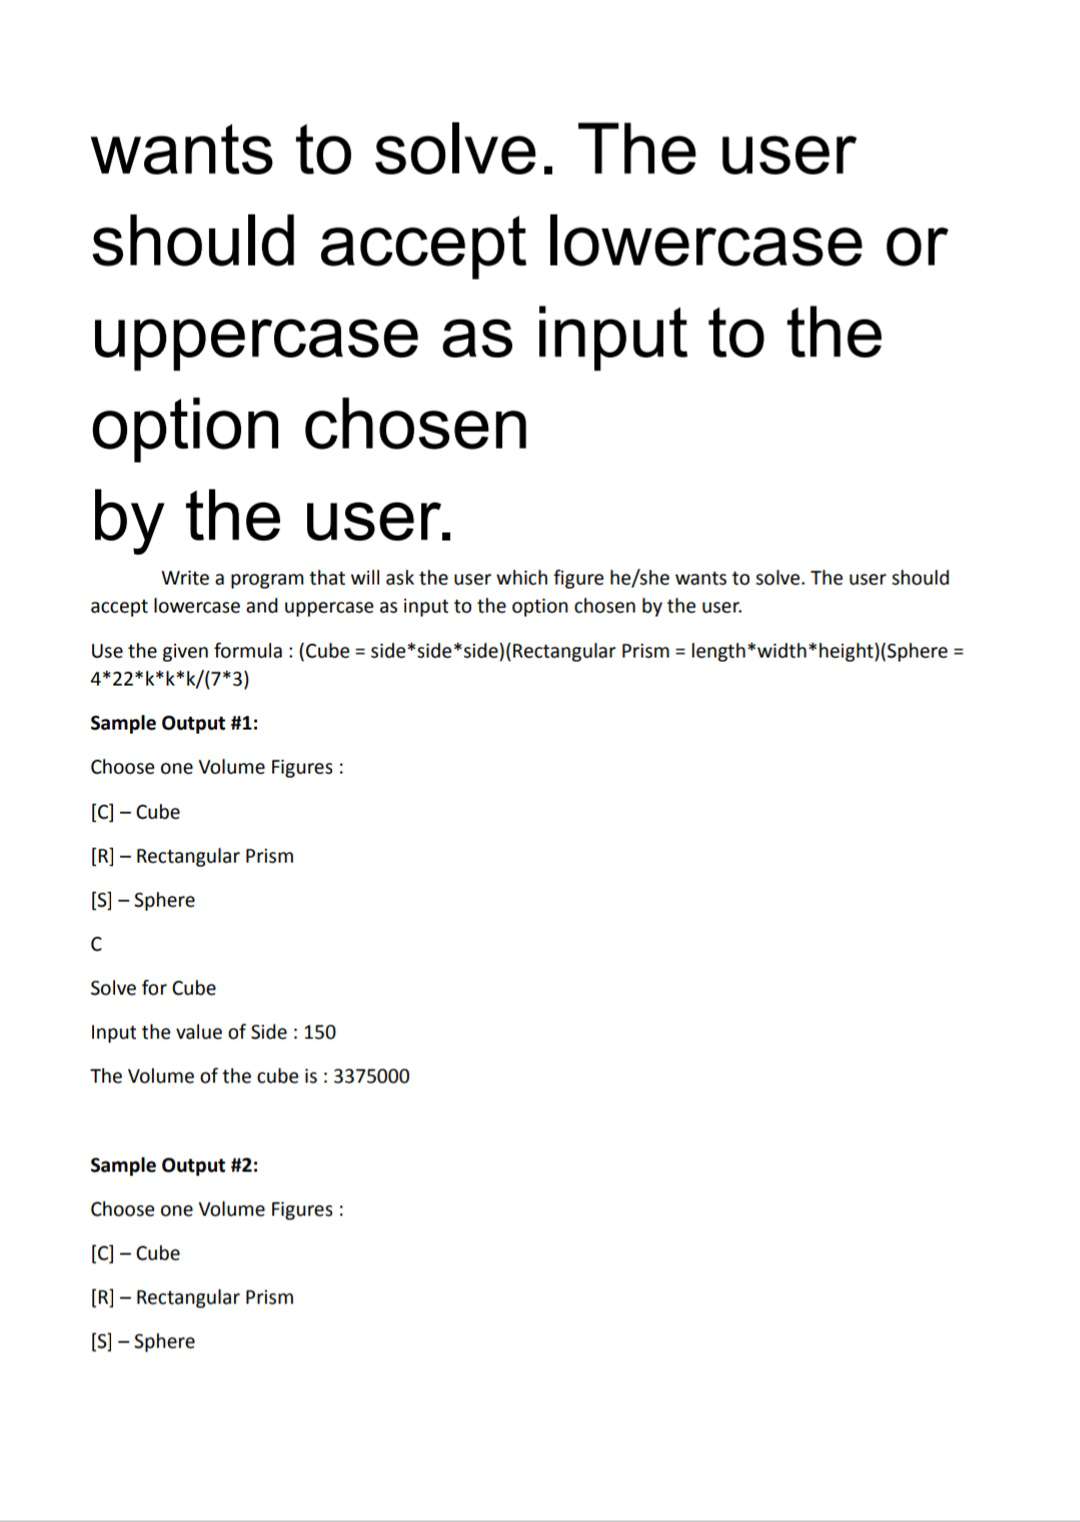 wants to solve. The user
should accept lowercase or
uppercase as input to the
option chosen
by the user.
Write a program that will ask the user which figure he/she wants to solve. The user should
accept lowercase and uppercase as input to the option chosen by the user.
Use the given formula : (Cube = side*side*side)(Rectangular Prism = length*width*height)(Sphere =
4*22*k*k*k/(7*3)
Sample Output #1:
Choose one Volume Figures :
[C] – Cube
[R] – Rectangular Prism
[S] – Sphere
C
Solve for Cube
Input the value of Side : 150
The Volume of the cube is : 3375000
Sample Output #2:
Choose one Volume Figures :
[C] – Cube
[R] – Rectangular Prism
[S] – Sphere